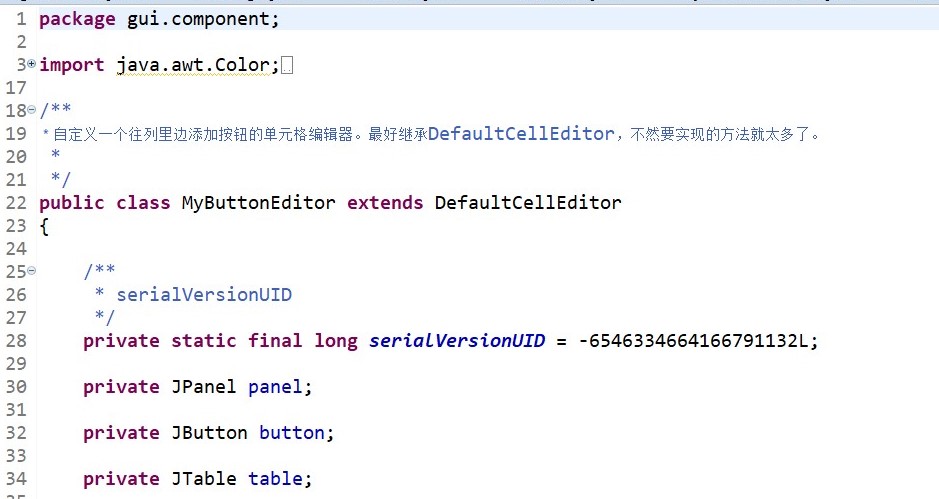 1 package gui.component;
2
3 import java.awt.Color;
17
18 /**
19 * 自定义一个往列里边添加按钮的单元格编辑器。最好继承DefaultCellEditor，不然要实现的方法就太多了。
20 *
21 */
22 public class MyButtonEditor extends DefaultCellEditor
23 {
24
25 /**
26 * serialVersionUID
27 */
28 private static final long serialVersionUID = -6546334664166791132L;
29
30 private JPanel panel;
31
32 private JButton button;
33
34 private JTable table;